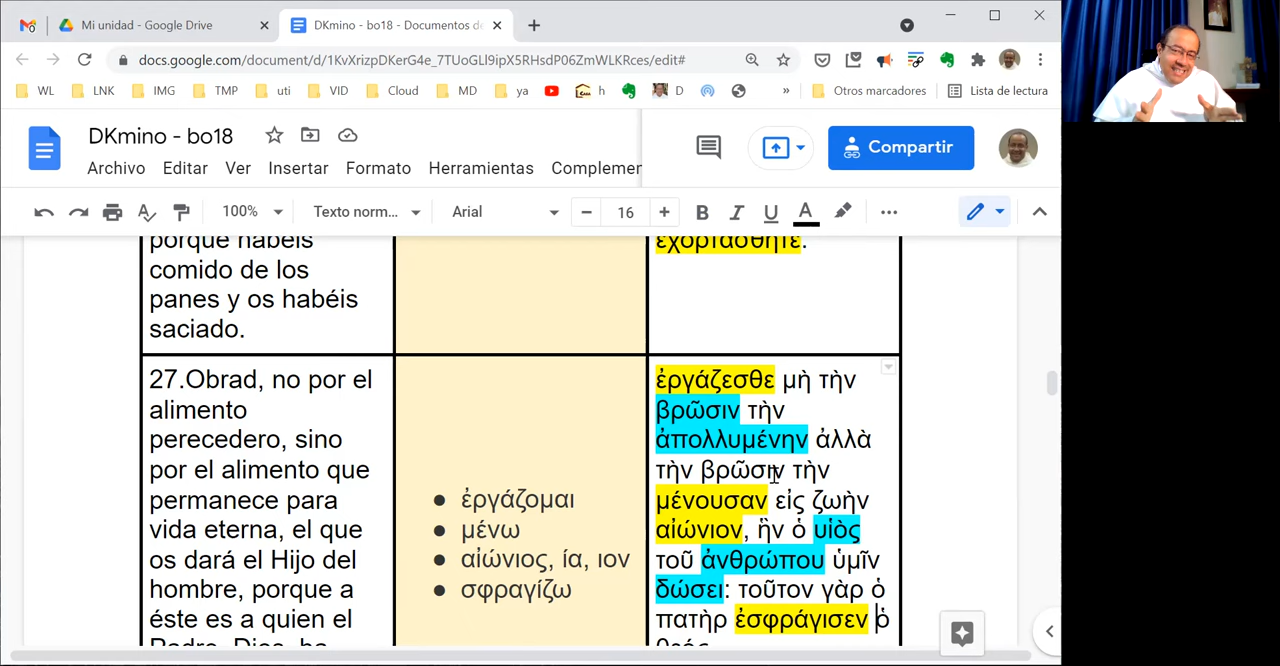 Mi unidad - Google Drive
DKmino - bo18 - Documentos de
docs.google.com/document/d/1KvXrizpDKerG4e_7TUoGLl9ipX5RHsdP06ZmWLKRces/edit#
WL LNK IMG TMP uti VID Cloud MD ya h D » Otros marcadores Lista de lectura
DKmino - bo18
Compartir
Archivo Editar Ver Insertar Formato Herramientas Complemen
100% Texto norm... Arial 16 B I U A
porque habéis
comido de los
panes y os habéis
saciado.
ἐχορτάσθητε.
27.Obrad, no por el
alimento
perecedero, sino
por el alimento que
permanece para
vida eterna, el que
os dará el Hijo del
hombre, porque a
éste es a quien el
Padre, Dios, ha
ἐργάζομαι
μένω
αἰώνιος, ία, ιον
σφραγίζω
ἐργάζεσθε μὴ τὴν
βρῶσιν τὴν
ἀπολλυμένην ἀλλὰ
τὴν βρῶσιν τὴν
μένουσαν εἰς ζωὴν
αἰώνιον, ἣν ὁ υἱὸς
τοῦ ἀνθρώπου ὑμῖν
δώσει: τοῦτον γὰρ ὁ
πατὴρ ἐσφράγισεν ὁ
θεός.